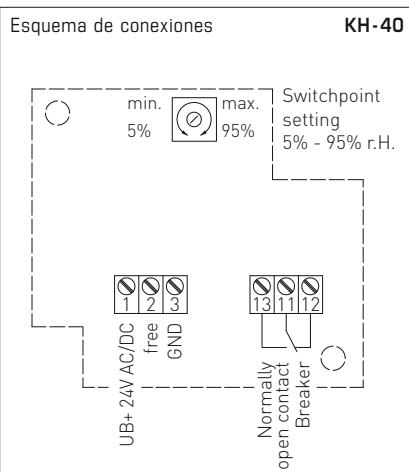 Esquema de conexiones KH-40
min. max.
5% 95%
Switchpoint
setting
5% - 95% r.H.
1 2 3
13 11 12
UB+ 24V AC/DC
free
GND
Normally
open contact
Breaker